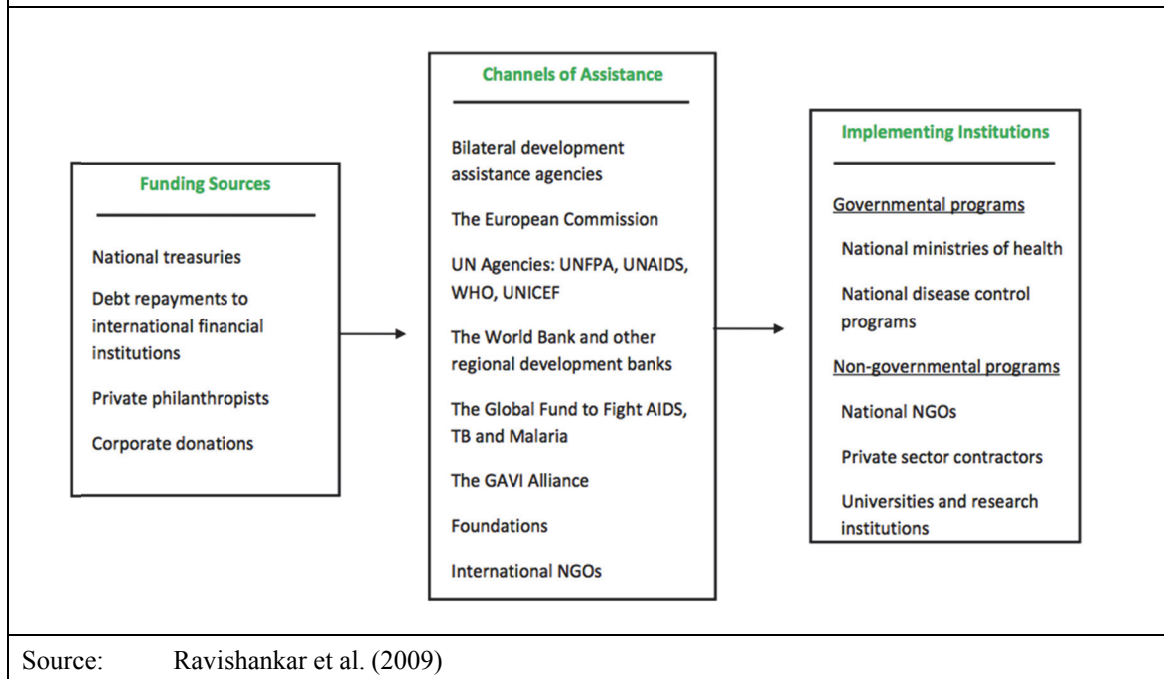 Funding Sources
National treasuries
Debt repayments to
international financial
institutions
Private philanthropists
Corporate donations
Channels of Assistance
Bilateral development
assistance agencies
The European Commission
UN Agencies: UNFPA, UNAIDS,
WHO, UNICEF
The World Bank and other
regional development banks
The Global Fund to Fight AIDS,
TB and Malaria
The GAVI Alliance
Foundations
International NGOs
Implementing Institutions
Governmental programs
National ministries of health
National disease control
programs
Non-governmental programs
National NGOs
Private sector contractors
Universities and research
institutions
Source: Ravishankar et al. (2009)